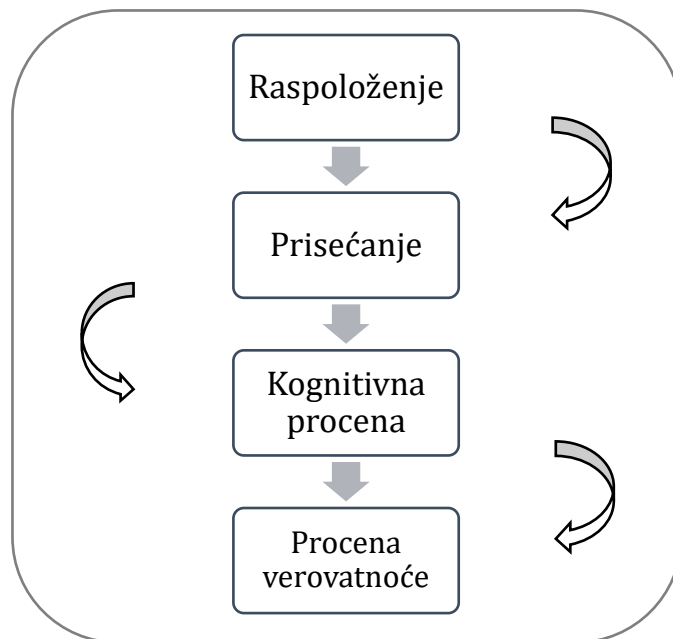 Raspoloženje
Prisećanje
Kognitivna
procena
Procena
verovatnoće